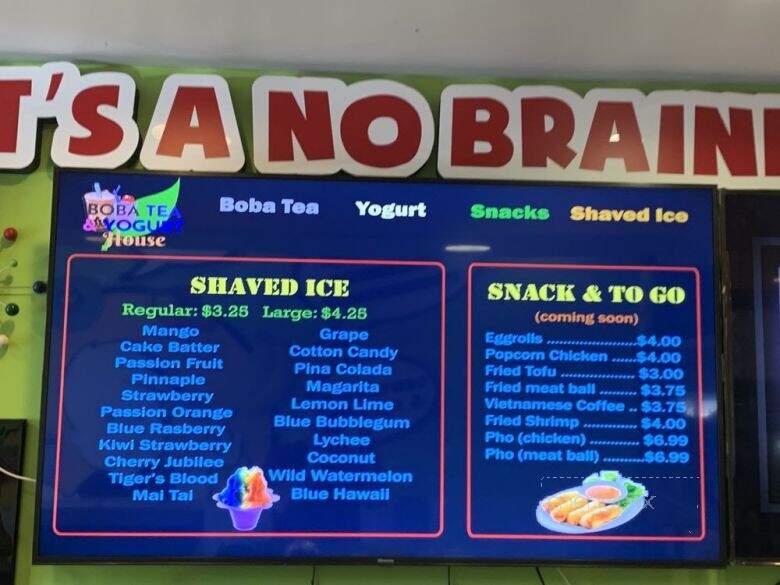 T'S A NO BRAIN
BOBA TEA
& YOGURT
House
Boba Tea Yogurt Snacks Shaved Ice
SHAVED ICE
Regular: $3.25 Large: $4.25
Mango
Cake Batter
Passion Fruit
Pinnaple
Strawberry
Passion Orange
Blue Rasberry
Kiwi Strawberry
Cherry Jubilee
Tiger's Blood
Mai Tai
Grape
Cotton Candy
Pina Colada
Magarita
Lemon Lime
Blue Bubblegum
Lychee
Coconut
Wild Watermelon
Blue Hawaii
SNACK & TO GO
(coming soon)
Eggrolls .....................$4.00
Popcorn Chicken ......$4.00
Fried Tofu ................... $3.00
Fried meat ball ......... $3.75
Vietnamese Coffee .. $3.75
Fried Shrimp .............. $4.00
Pho (chicken) ............ $6.99
Pho (meat ball) ...........$6.99